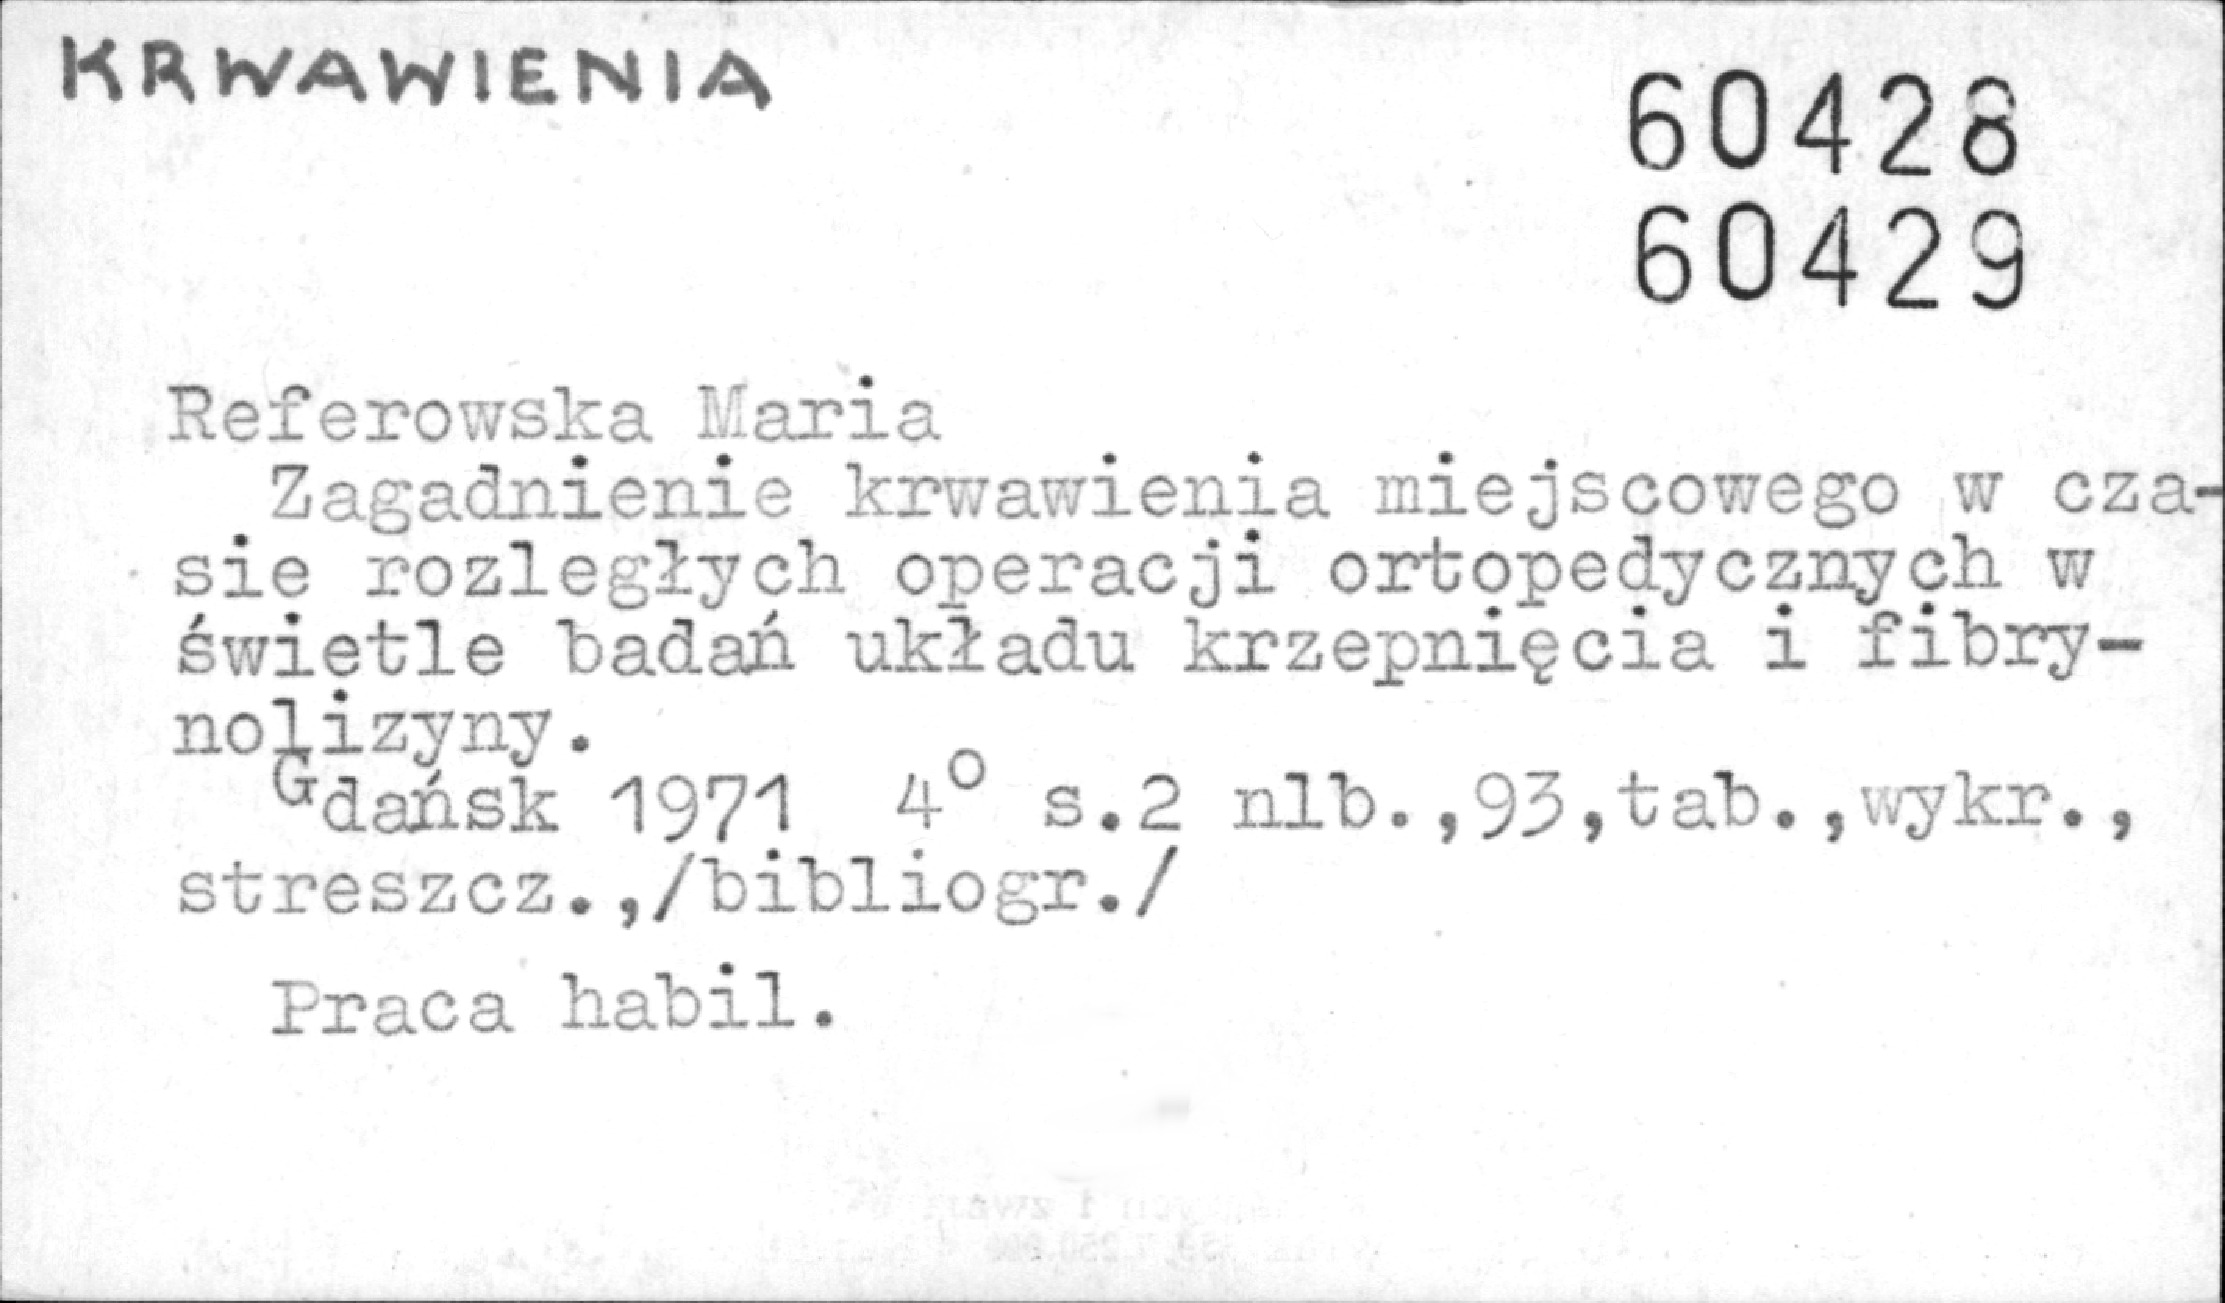 KRWAWIENIA
60428
60429
Referowska Maria
Zagadnienie krwawienia miejscowego w cza-
sie rozległych operacji ortopedycznych w
świetle badań układu krzepnięcia i fibry-
nolizyny.
Gdańsk 1971 4° s.2 nlb.,93,tab.,wykr.,
streszcz.,/bibliogr./
Praca habil.